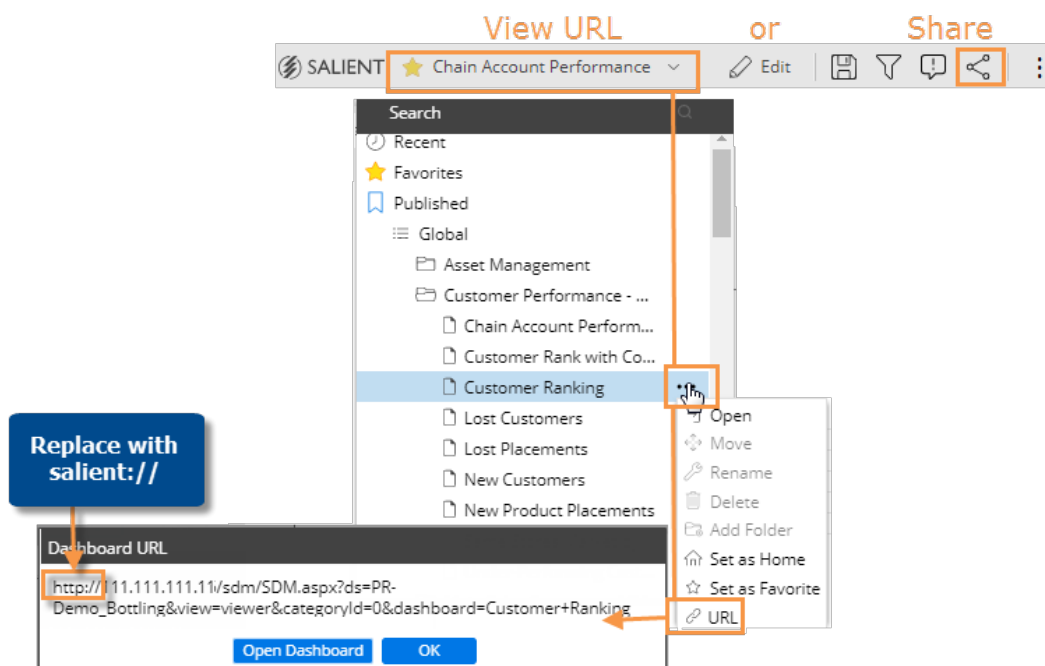 View URL or Share
SALIENT Chain Account Performance Edit
Search
Recent
Favorites
Published
Global
Asset Management
Customer Performance - ...
Chain Account Perform...
Customer Rank with Co...
Customer Ranking
Lost Customers
Lost Placements
New Customers
New Product Placements
Open
Move
Rename
Delete
Add Folder
Set as Home
Set as Favorite
URL
Replace with
salient://
Dashboard URL
http://111.111.111.11/sdm/SDM.aspx?ds=PR-
Demo_Bottling&view=viewer&categoryId=0&dashboard=Customer+Ranking
Open Dashboard OK